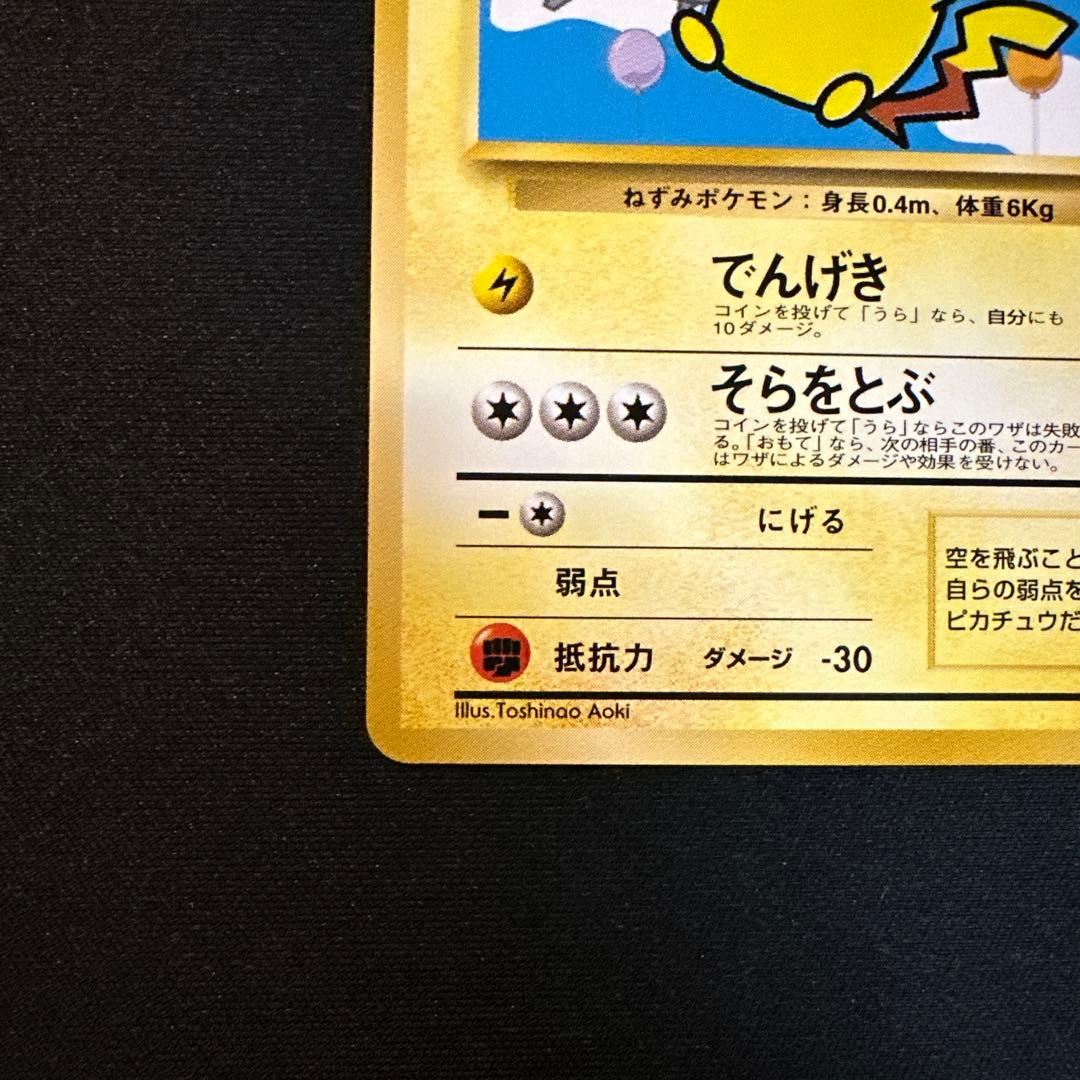 ねずみポケモン：身長0.4m、体重6Kg
でんげき
コインを投げて「うら」なら、自分にも
10ダメージ。
そらをとぶ
コインを投げて「うら」ならこのワザは失敗
る。「おもて」なら、次の相手の番、このカー
はワザによるダメージや効果を受けない。
にげる
弱点
抵抗力 ダメージ -30
空を飛ぶこと
自らの弱点を
ピカチュウだ
Illus.Toshinao Aoki